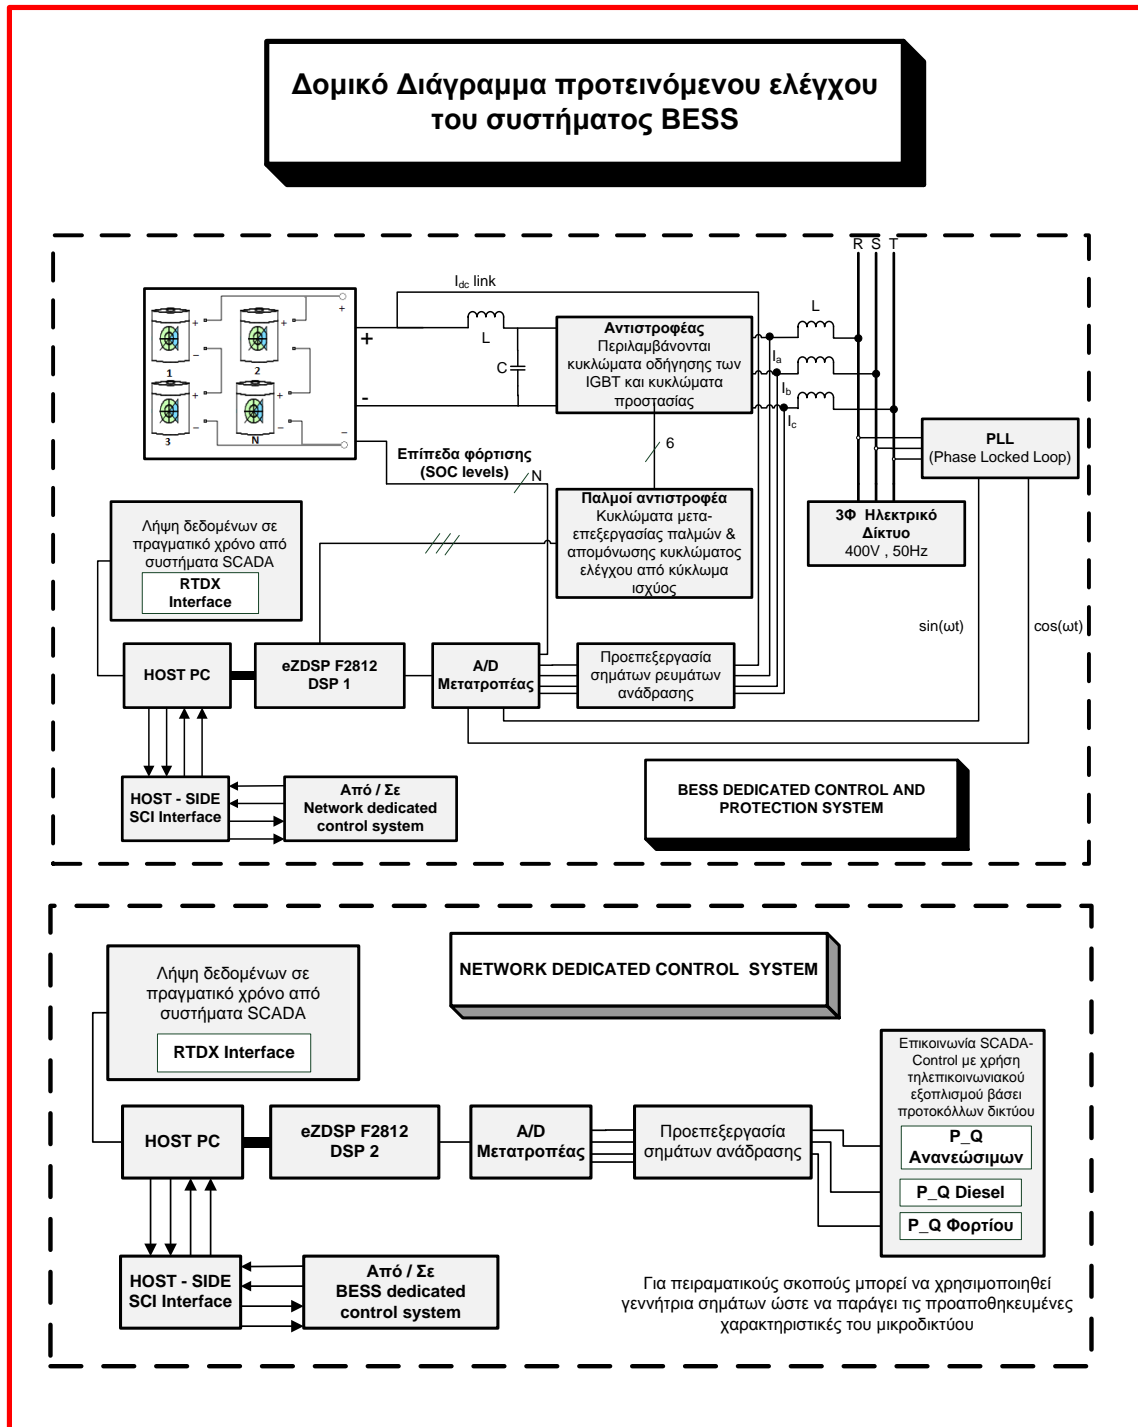 Δομικό Διάγραμμα προτεινόμενου ελέγχου
του συστήματος BESS
R S T
Idc link
L
L
+
-
C
+
−
+
−
+
−
+
−
+
−
1
2
3
N
Αντιστροφέας
Περιλαμβάνονται
κυκλώματα οδήγησης των
IGBT και κυκλώματα
προστασίας
Ia
Ib
Ic
6
PLL
(Phase Locked Loop)
Επίπεδα φόρτισης
(SOC levels)
N
Παλμοί αντιστροφέα
Κυκλώματα μετα-
επεξεργασίας παλμών &
απομόνωσης κυκλώματος
ελέγχου από κύκλωμα
ισχύος
3Φ Ηλεκτρικό
Δίκτυο
400V , 50Hz
Λήψη δεδομένων σε
πραγματικό χρόνο από
συστήματα SCADA
RTDX
Interface
sin(ωt)
cos(ωt)
HOST PC
eZDSP F2812
DSP 1
A/D
Μετατροπέας
Προεπεξεργασία
σημάτων ρευμάτων
ανάδρασης
HOST - SIDE
SCI Interface
Από / Σε
Network dedicated
control system
BESS DEDICATED CONTROL AND
PROTECTION SYSTEM
NETWORK DEDICATED CONTROL SYSTEM
Λήψη δεδομένων σε
πραγματικό χρόνο από
συστήματα SCADA
RTDX Interface
Επικοινωνία SCADA-
Control με χρήση
τηλεπικοινωνιακού
εξοπλισμού βάσει
προτοκόλλων δικτύου
P_Q
Ανανεώσιμων
P_Q Diesel
P_Q Φορτίου
HOST PC
eZDSP F2812
DSP 2
A/D
Μετατροπέας
Προεπεξεργασία
σημάτων ανάδρασης
HOST - SIDE
SCI Interface
Από / Σε
BESS dedicated
control system
Για πειραματικούς σκοπούς μπορεί να χρησιμοποιηθεί
γεννήτρια σημάτων ώστε να παράγει τις προαποθηκευμένες
χαρακτηριστικές του μικροδικτύου